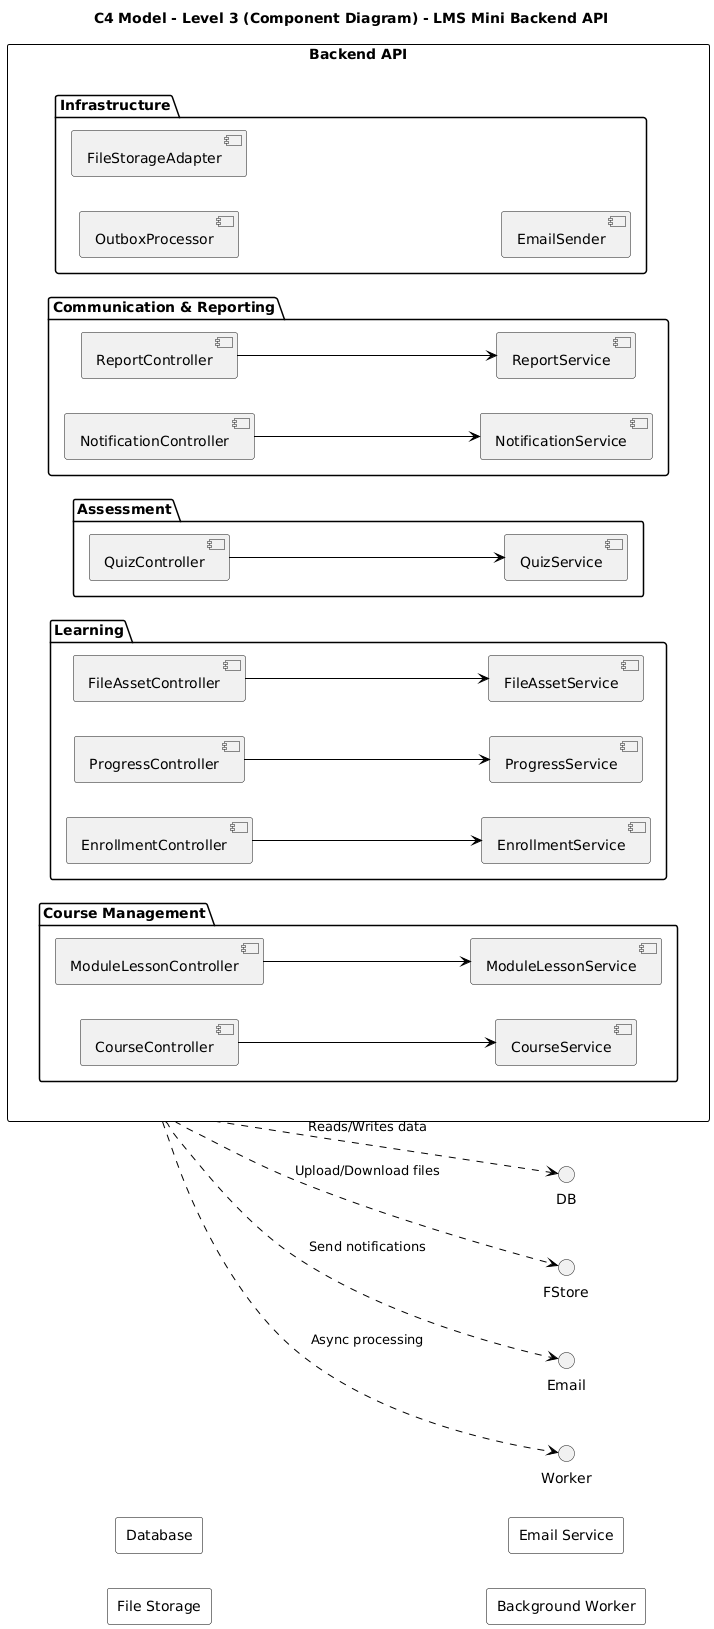 C4 Model - Level 3 (Component Diagram) - LMS Mini Backend API
Backend API
Infrastructure
FileStorageAdapter
OutboxProcessor
EmailSender
Communication & Reporting
ReportController
ReportService
NotificationController
NotificationService
Assessment
QuizController
QuizService
Learning
FileAssetController
FileAssetService
ProgressController
ProgressService
EnrollmentController
EnrollmentService
Course Management
ModuleLessonController
ModuleLessonService
CourseController
CourseService
Reads/Writes data
DB
Upload/Download files
FStore
Send notifications
Email
Async processing
Worker
Database
Email Service
File Storage
Background Worker